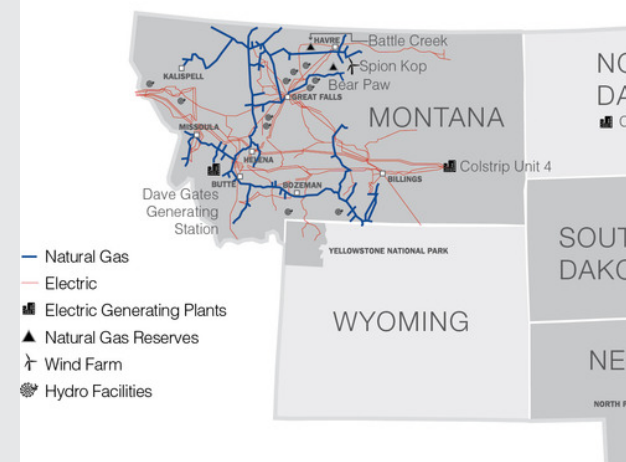 HAVRE
Battle Creek
Spion Kop
Bear Paw
KALISPELL
GREAT FALLS
MONTANA
MISSOULA
HELENA
Colstrip Unit 4
BUTTE
BOZEMAN
BILLINGS
Dave Gates
Generating
Station
YELLOWSTONE NATIONAL PARK
WYOMING
NO
DA
C
SOUT
DAKO
NE
NORTH P
Natural Gas
Electric
Electric Generating Plants
Natural Gas Reserves
Wind Farm
Hydro Facilities